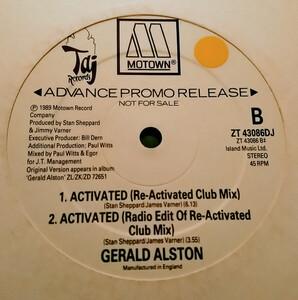 Taj
Records
M
MOTOWN®
ADVANCE PROMO RELEASE
NOT FOR SALE
℗ 1989 Motown Record
Company
Produced by Stan Sheppard
& Jimmy Varner
Executive Producer: Bill Dern
Additional Production: Paul Witts
Mixed by Paul Witts & Egor
for J.T. Management
Original Version appears in album
'Gerald Alston' ZL/ZK/ZD 72651
B
ZT 43086DJ
ZT 43086 B1
Island Music Ltd.
STEREO
45 RPM
1. ACTIVATED (Re-Activated Club Mix)
(Stan Sheppard/James Varner) (6.13)
2. ACTIVATED (Radio Edit Of Re-Activated
Club Mix)
(Stan Sheppard/James Varner) (3.55)
GERALD ALSTON
Manufactured in England